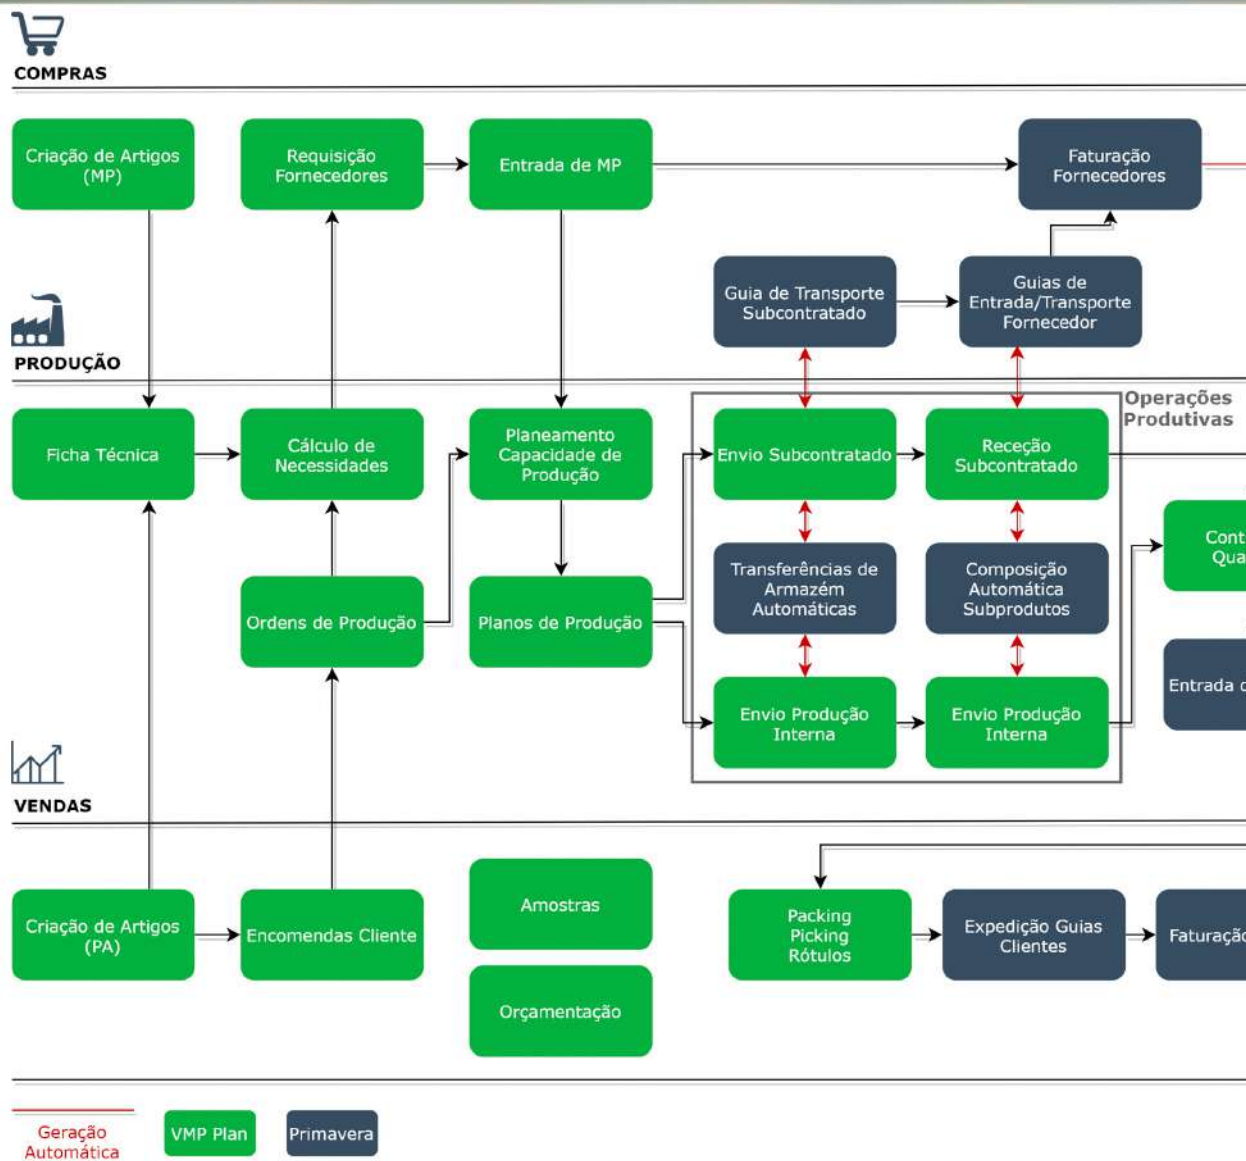 COMPRAS
Criação de Artigos
(MP)
Requisição
Fornecedores
Entrada de MP
Faturação
Fornecedores
Guia de Transporte
Subcontratado
Guias de
Entrada/Transporte
Fornecedor
PRODUÇÃO
Operações
Produtivas
Ficha Técnica
Cálculo de
Necessidades
Planeamento
Capacidade de
Produção
Envio Subcontratado
Receção
Subcontratado
Ordens de Produção
Planos de Produção
Transferências de
Armazém
Automáticas
Composição
Automática
Subprodutos
Cont
Qua
Envio Produção
Interna
Envio Produção
Interna
Entrada
VENDAS
Criação de Artigos
(PA)
Encomendas Cliente
Amostras
Orçamentação
Packing
Picking
Rótulos
Expedição Guias
Clientes
Faturação
Geração
Automática
VMP Plan
Primavera